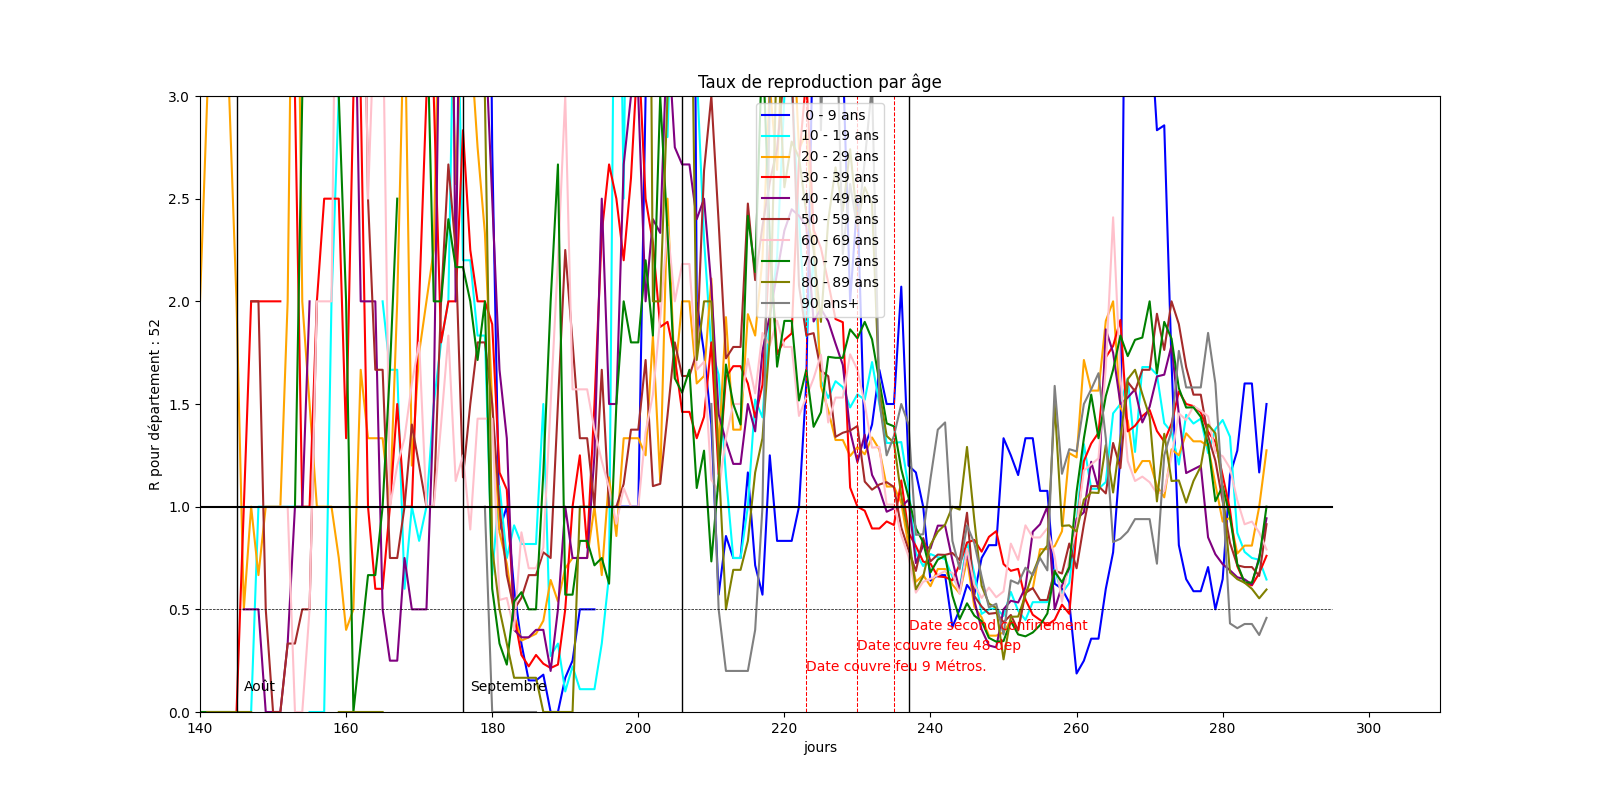 Taux de reproduction par âge
R pour département : 52
3.0
2.5
2.0
1.5
1.0
0.5
0.0
0 - 9 ans
10 - 19 ans
20 - 29 ans
30 - 39 ans
40 - 49 ans
50 - 59 ans
60 - 69 ans
70 - 79 ans
80 - 89 ans
90 ans+
Date second confinement
Date couvre feu 48 dep
Date couvre feu 9 Métros.
Août
Septembre
140 160 180 200 220 240 260 280 300
jours